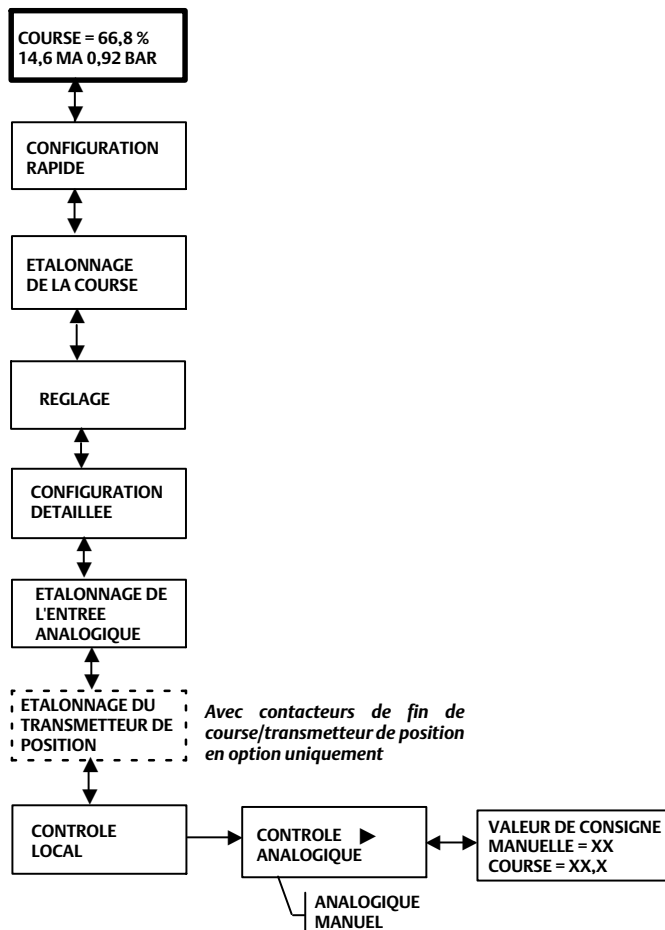 COURSE = 66,8 %
14,6 MA 0,92 BAR
CONFIGURATION
RAPIDE
ETALONNAGE
DE LA COURSE
REGLAGE
CONFIGURATION
DETAILLEE
ETALONNAGE DE
L'ENTREE
ANALOGIQUE
ETALONNAGE DU
TRANSMETTEUR DE
POSITION
Avec contacteurs de fin de
course/transmetteur de position
en option uniquement
CONTROLE
LOCAL
CONTROLE
ANALOGIQUE
VALEUR DE CONSIGNE
MANUELLE = XX
COURSE = XX,X
ANALOGIQUE
MANUEL